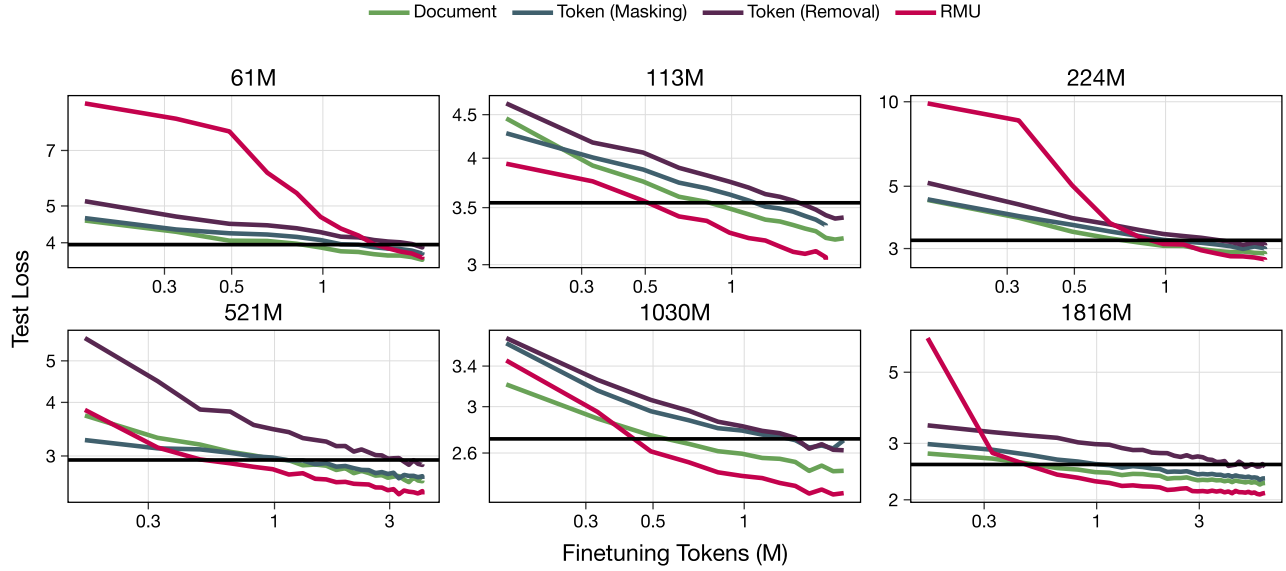 Document Token (Masking) Token (Removal) RMU
61M 113M 224M
7
5
4
0.3 0.5 1
4.5
4
3.5
3
0.3 0.5 1
10
5
3
0.3 0.5 1
Test Loss
521M 1030M 1816M
5
4
3
0.3 1 3
3.4
3
2.6
0.3 0.5 1
5
3
2
0.3 1 3
Finetuning Tokens (M)